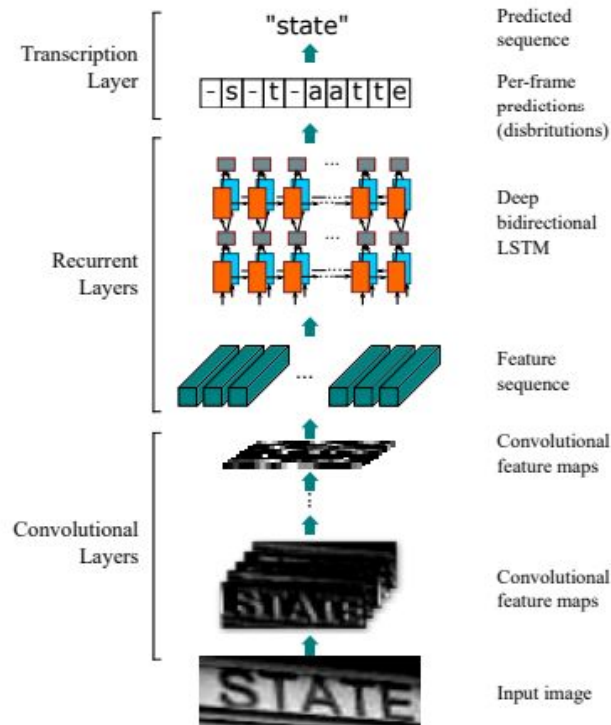 "state"
Predicted
sequence
Transcription
Layer
- s - t - a a t t e
Per-frame
predictions
(disbritutions)
...
...
...
Deep
bidirectional
LSTM
Recurrent
Layers
...
Feature
sequence
Convolutional
feature maps
...
Convolutional
Layers
STATE
Convolutional
feature maps
STATE
Input image